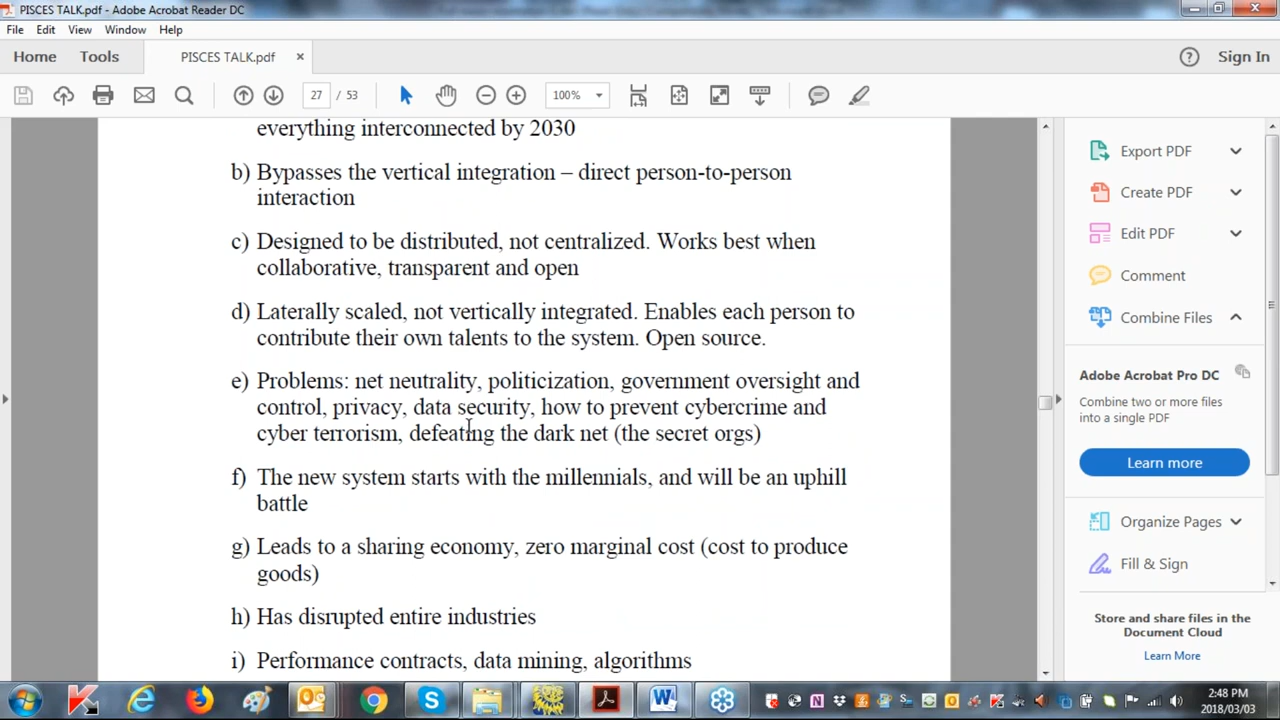 PISCES TALK.pdf - Adobe Acrobat Reader DC
File Edit View Window Help
Home Tools PISCES TALK.pdf × Sign In
27 / 53 100%
everything interconnected by 2030
b) Bypasses the vertical integration – direct person-to-person
interaction
c) Designed to be distributed, not centralized. Works best when
collaborative, transparent and open
d) Laterally scaled, not vertically integrated. Enables each person to
contribute their own talents to the system. Open source.
e) Problems: net neutrality, politicization, government oversight and
control, privacy, data security, how to prevent cybercrime and
cyber terrorism, defeating the dark net (the secret orgs)
f) The new system starts with the millennials, and will be an uphill
battle
g) Leads to a sharing economy, zero marginal cost (cost to produce
goods)
h) Has disrupted entire industries
i) Performance contracts, data mining, algorithms
Export PDF
Create PDF
Edit PDF
Comment
Combine Files
Adobe Acrobat Pro DC
Combine two or more files
into a single PDF
Learn more
Organize Pages
Fill & Sign
Store and share files in the
Document Cloud
Learn More
2:48 PM
2018/03/03